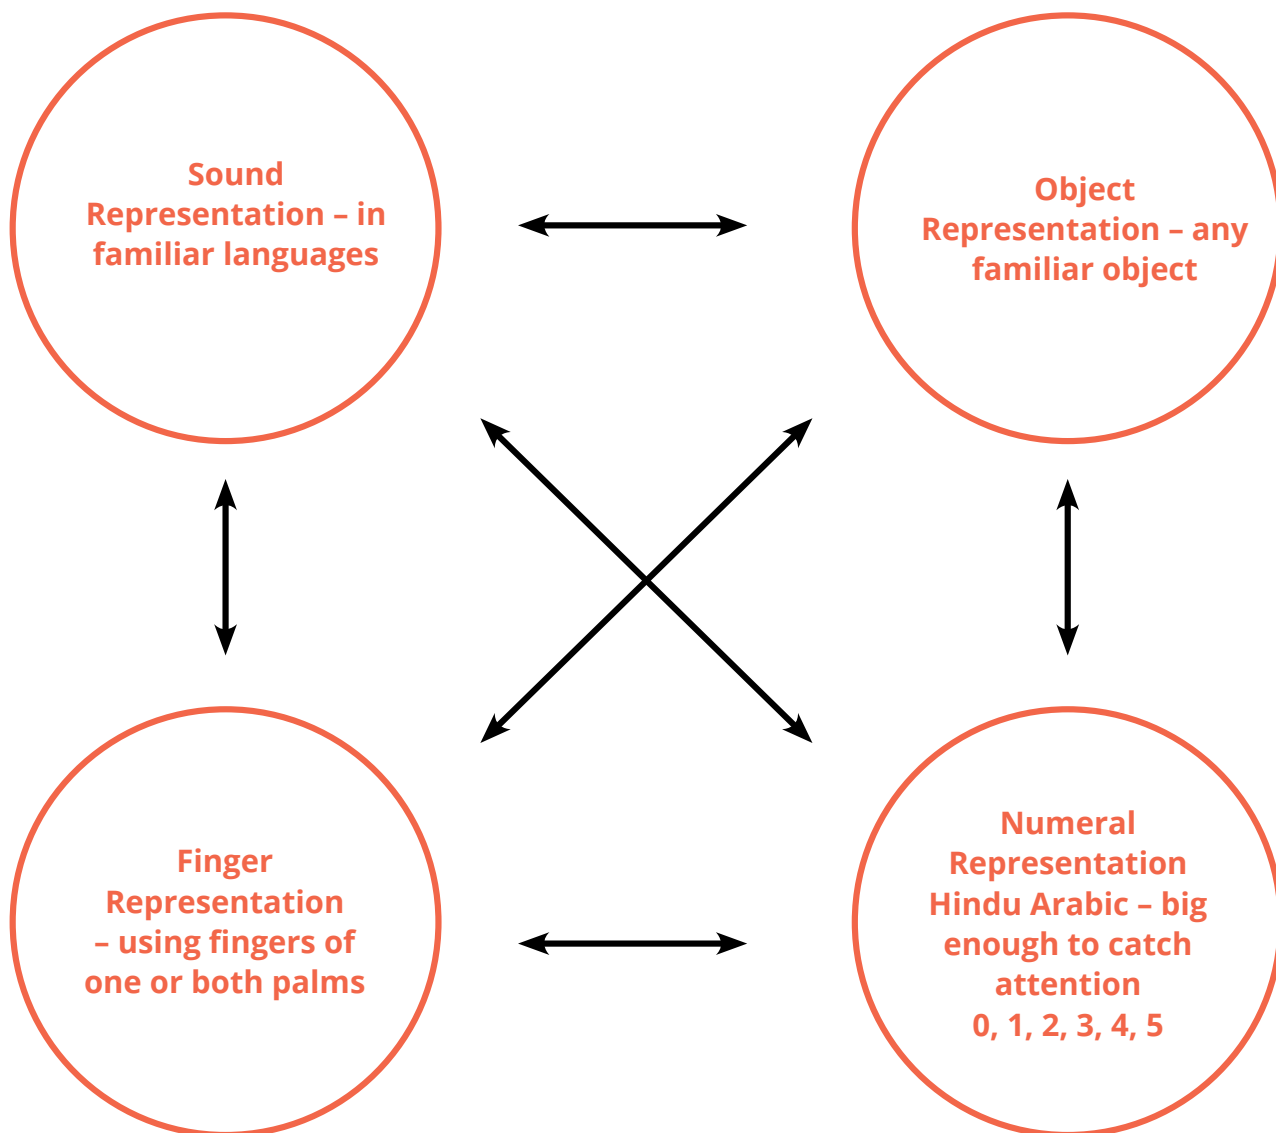 Sound
Representation – in
familiar languages
Object
Representation – any
familiar object
Finger
Representation
– using fingers of
one or both palms
Numeral
Representation
Hindu Arabic – big
enough to catch
attention
0, 1, 2, 3, 4, 5